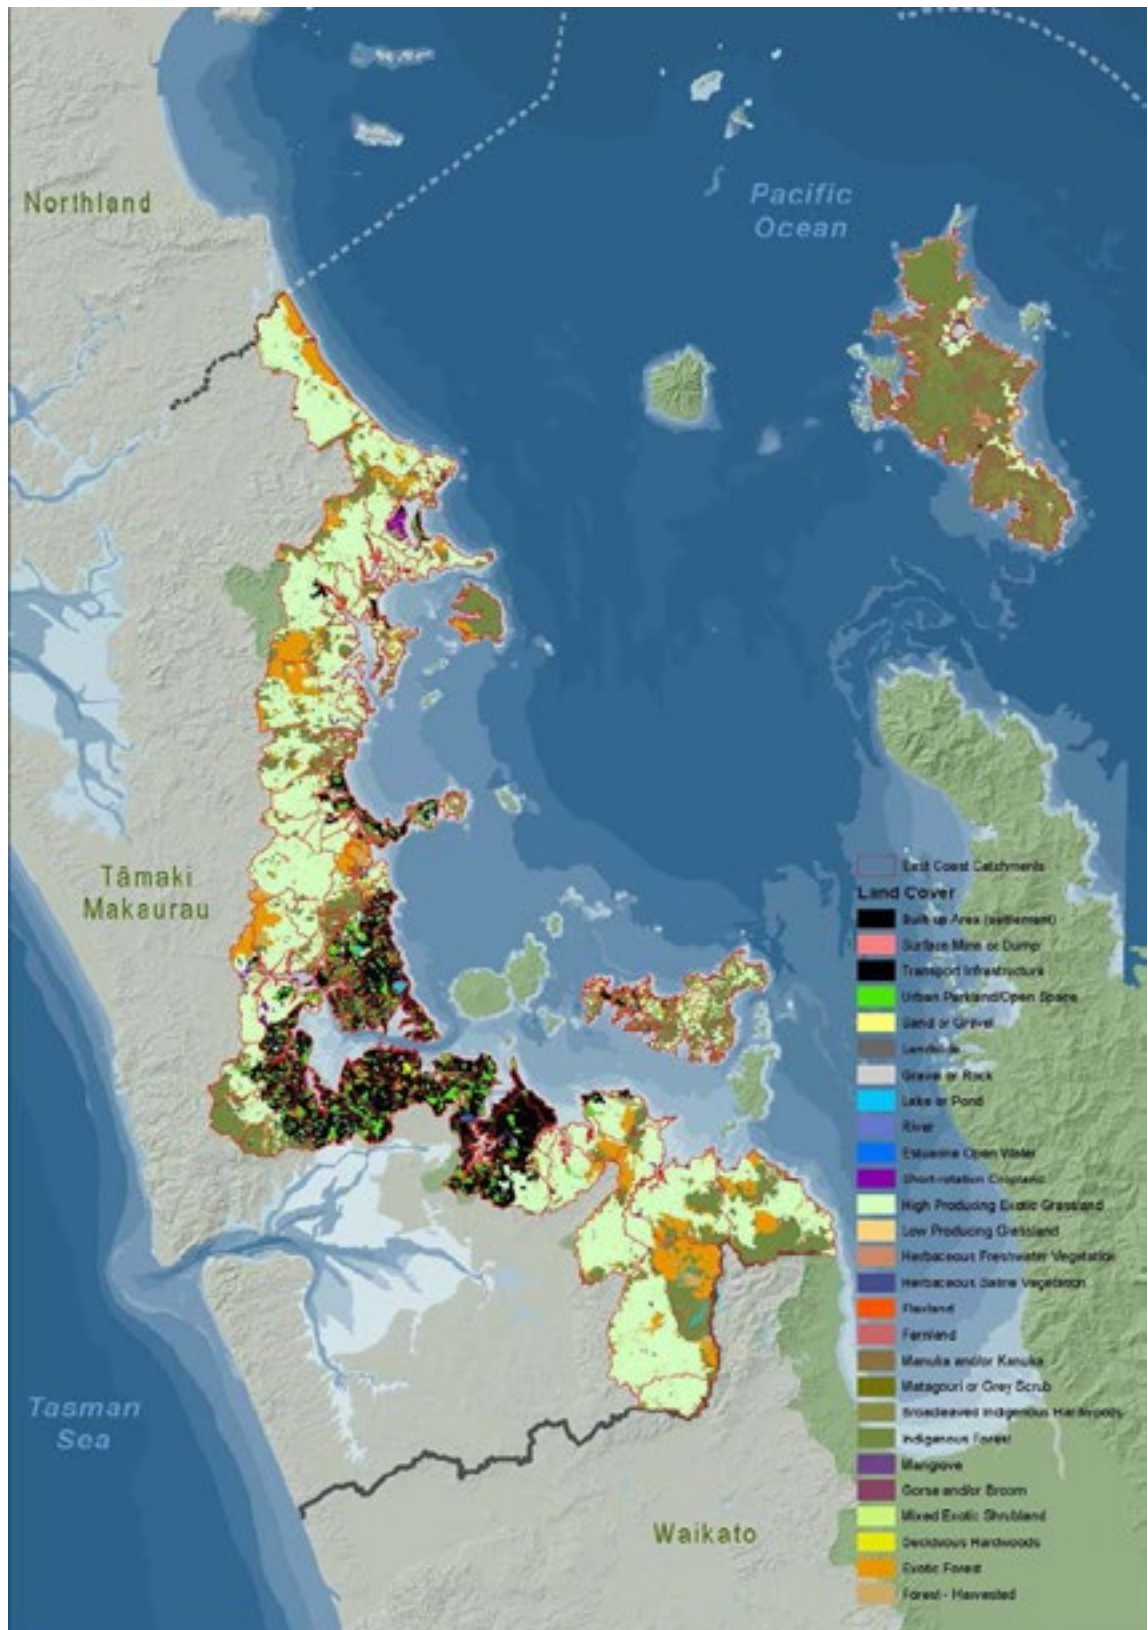 Northland
Pacific
Ocean
Tāmaki
Makaurau
East Coast Catchments
Land Cover
Built-up Area (settlement)
Surface Mine or Dump
Transport Infrastructure
Urban Parkland/Open Space
Sand or Gravel
Landslide
Gravel or Rock
Lake or Pond
River
Estuarine Open Water
Short-rotation Cropland
High Producing Exotic Grassland
Low Producing Grassland
Herbaceous Freshwater Vegetation
Herbaceous Saline Vegetation
Flaxland
Fernland
Manuka and/or Kanuka
Matagouri or Grey Scrub
Broadleaved Indigenous Hardwoods
Indigenous Forest
Mangrove
Gorse and/or Broom
Mixed Exotic Shrubland
Deciduous Hardwoods
Exotic Forest
Forest - Harvested
Tasman
Sea
Waikato